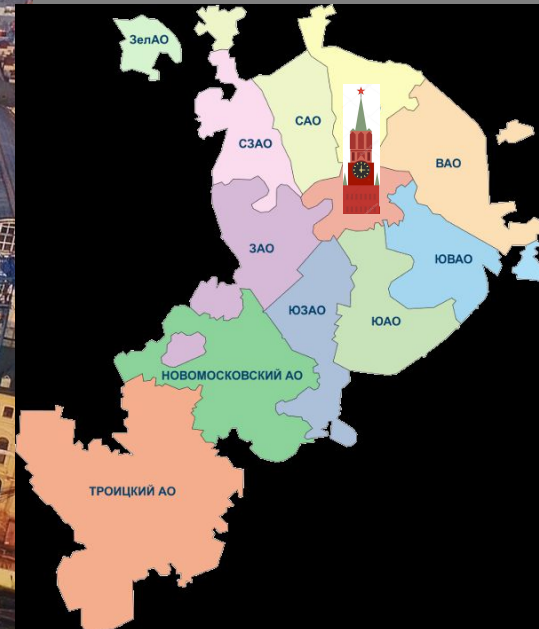 ЗелАО
САО
СЗАО
ВАО
ЗАО
ЮВАО
ЮЗАО
ЮАО
НОВОМОСКОВСКИЙ АО
ТРОИЦКИЙ АО